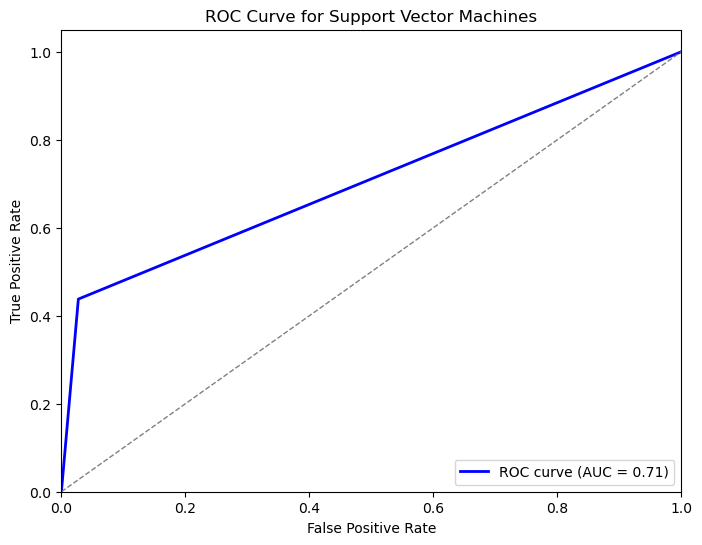 ROC Curve for Support Vector Machines
1.0
0.8
0.6
0.4
0.2
0.0
True Positive Rate
ROC curve (AUC = 0.71)
0.0 0.2 0.4 0.6 0.8 1.0
False Positive Rate